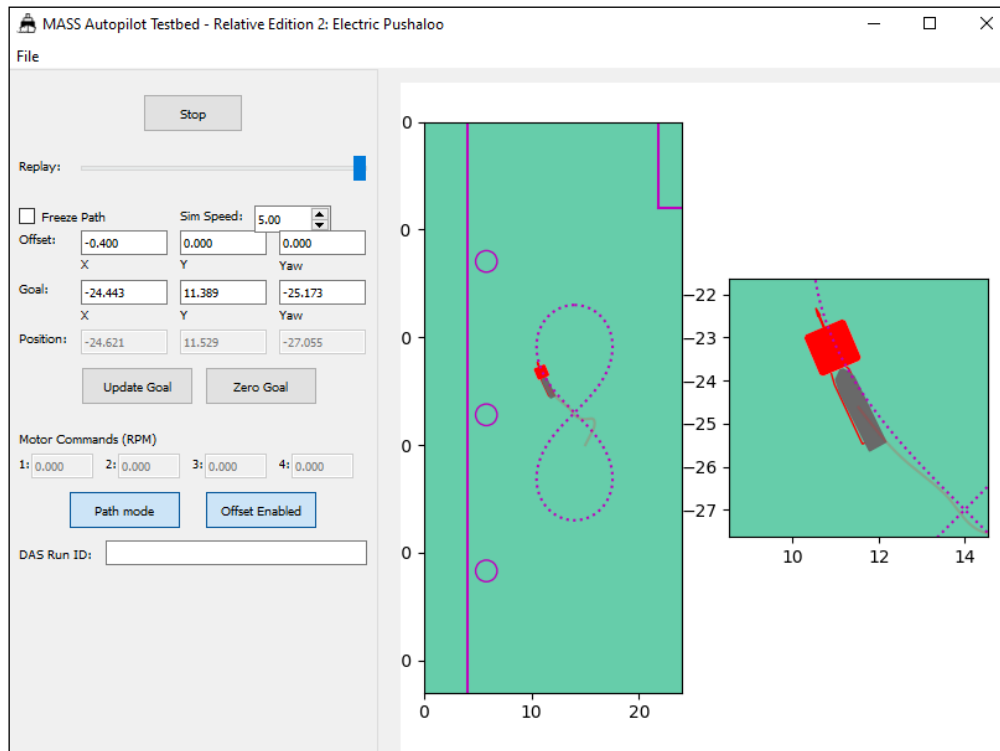 MASS Autopilot Testbed - Relative Edition 2: Electric Pushaloo
File
Stop
Replay:
Freeze Path Sim Speed: 5.00
Offset: -0.400 0.000 0.000
X Y Yaw
Goal: -24.443 11.389 -25.173
X Y Yaw
Position: -24.621 11.529 -27.055
Update Goal Zero Goal
Motor Commands (RPM)
1: 0.000 2: 0.000 3: 0.000 4: 0.000
Path mode Offset Enabled
DAS Run ID:
0
0
0
0
0
0
0 10 20
−22
−23
−24
−25
−26
−27
10 12 14